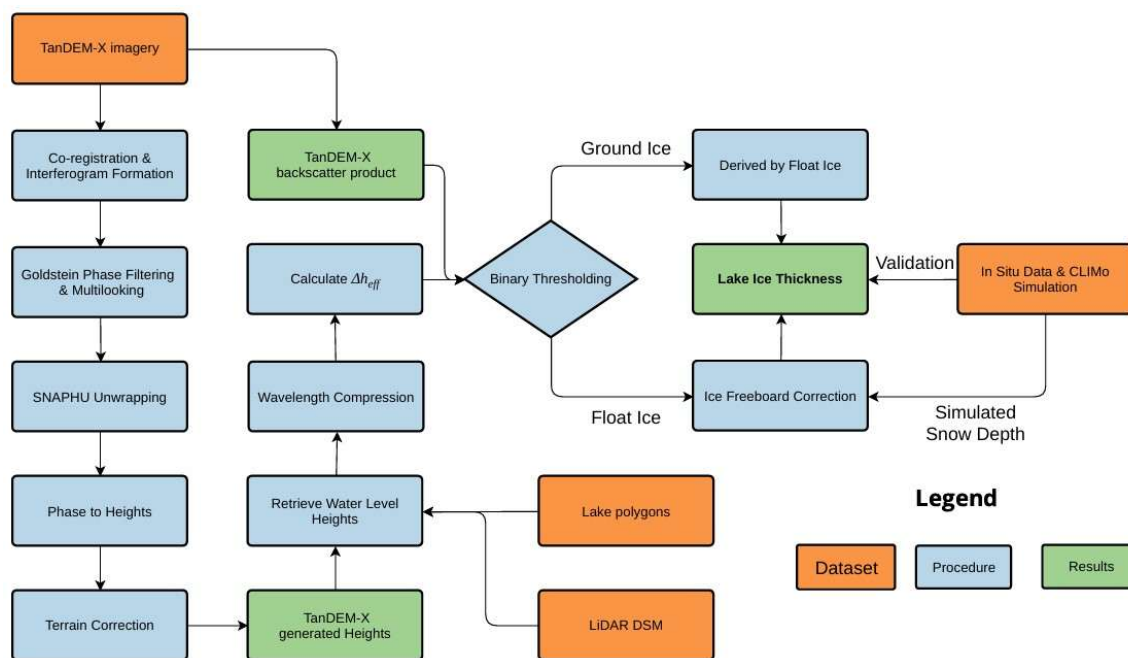 TanDEM-X imagery
Co-registration &
Interferogram Formation
Goldstein Phase Filtering
& Multilooking
SNAPHU Unwrapping
Phase to Heights
Terrain Correction
TanDEM-X
backscatter product
Calculate Δh_eff
Wavelength Compression
Retrieve Water Level
Heights
TanDEM-X
generated Heights
Lake polygons
LiDAR DSM
Binary Thresholding
Ground Ice
Float Ice
Derived by Float Ice
Lake Ice Thickness
Ice Freeboard Correction
Validation
In Situ Data & CLIMo
Simulation
Simulated
Snow Depth
Legend
Dataset
Procedure
Results